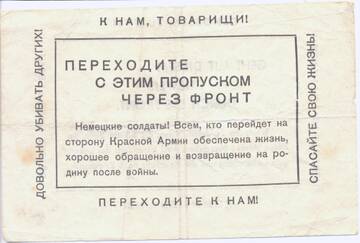 К НАМ, ТОВАРИЩИ!
ДОВОЛЬНО УБИВАТЬ ДРУГИХ!
ПЕРЕХОДИТЕ
С ЭТИМ ПРОПУСКОМ
ЧЕРЕЗ ФРОНТ
Немецкие солдаты! Всем, кто перейдет на
сторону Красной Армии обеспечена жизнь,
хорошее обращение и возвращение на ро-
дину после войны.
СПАСАЙТЕ СВОЮ ЖИЗНЬ!
ПЕРЕХОДИТЕ К НАМ!